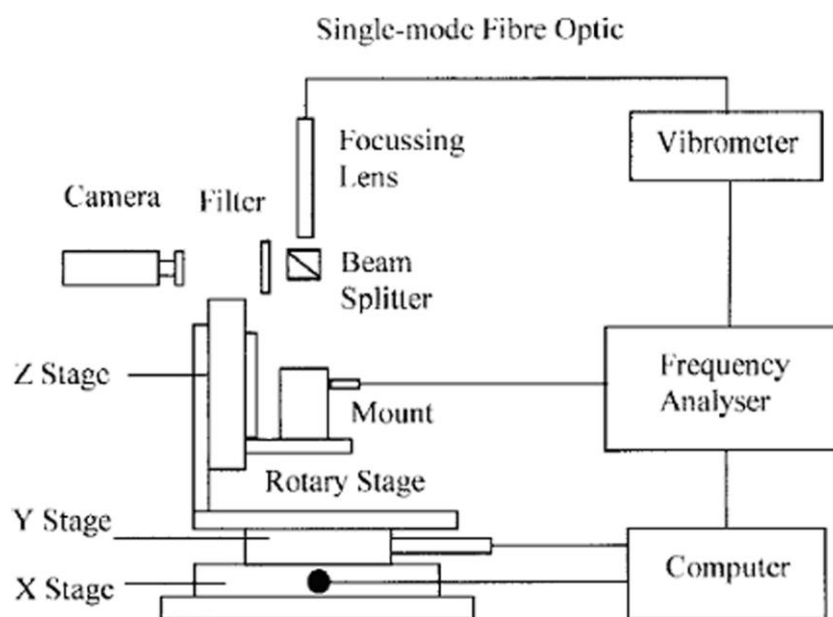 Single-mode Fibre Optic
Focussing
Lens
Vibrometer
Camera
Filter
Beam
Splitter
Z Stage
Mount
Frequency
Analyser
Rotary Stage
Y Stage
X Stage
Computer